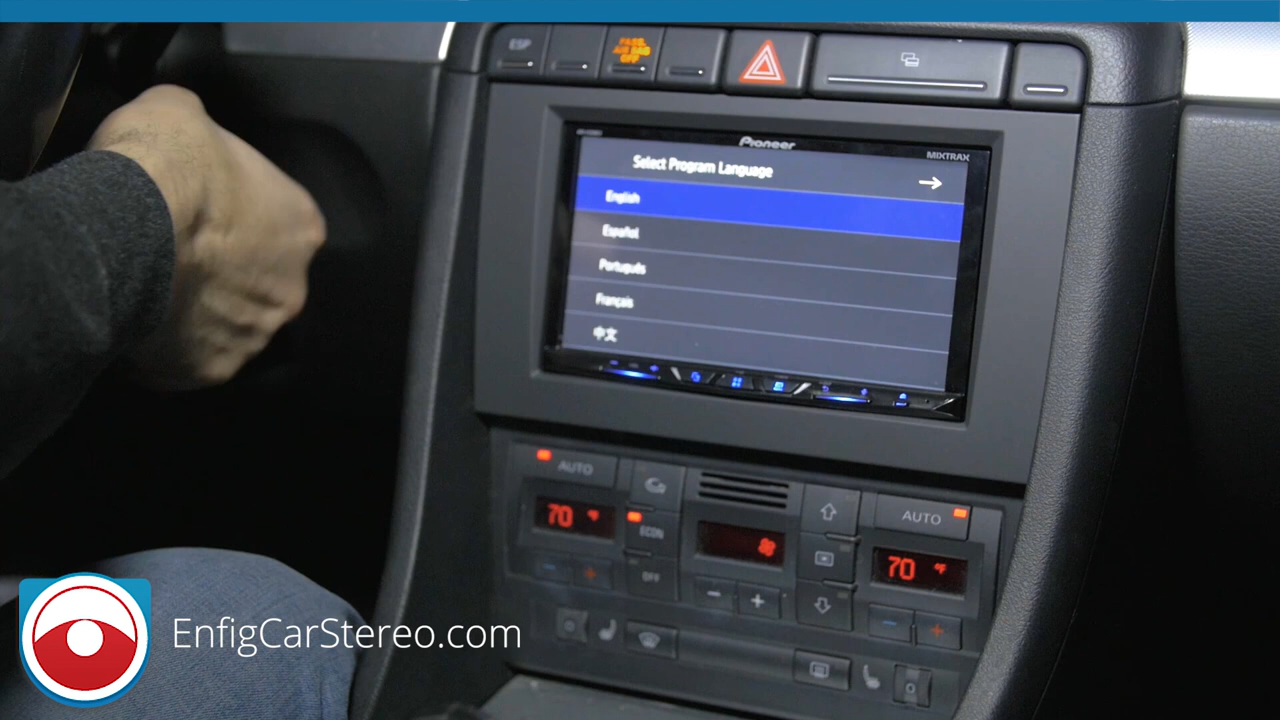 ESP
PASS.
AIR BAG
OFF
Pioneer
MIXTRAX
Select Program Language
English
Español
Português
Français
中文
AUTO
70 °F
ECON
OFF
AUTO
70 °F
EnfigCarStereo.com